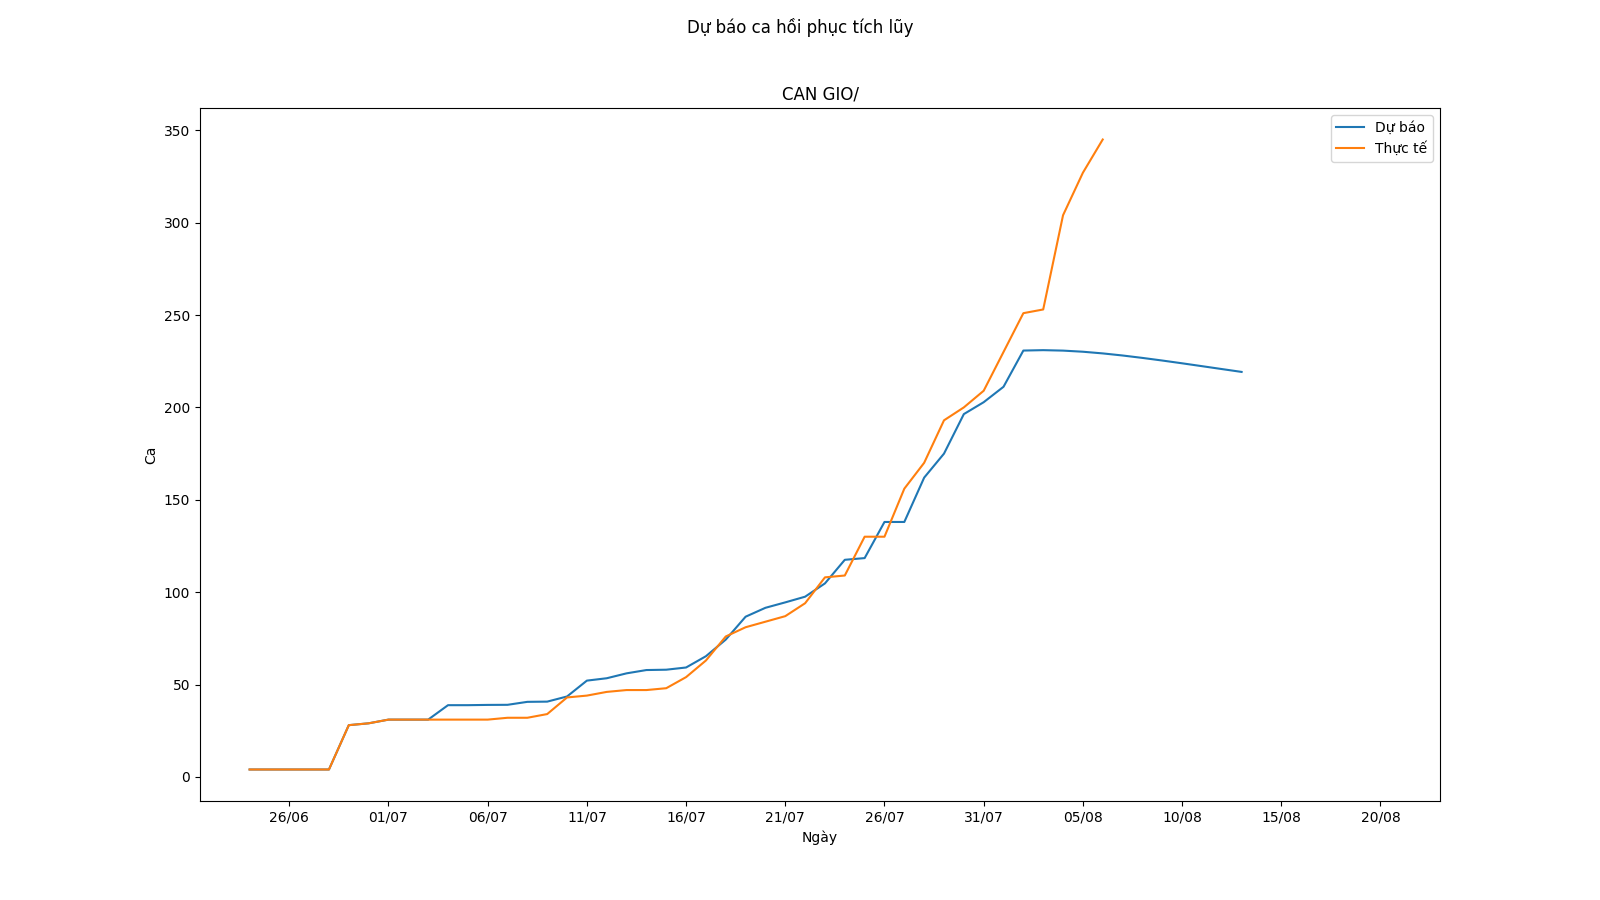 Dự báo ca hồi phục tích lũy
CAN GIO/
Dự báo
Thực tế
350
300
250
200
150
100
50
0
Ca
26/06 01/07 06/07 11/07 16/07 21/07 26/07 31/07 05/08 10/08 15/08 20/08
Ngày